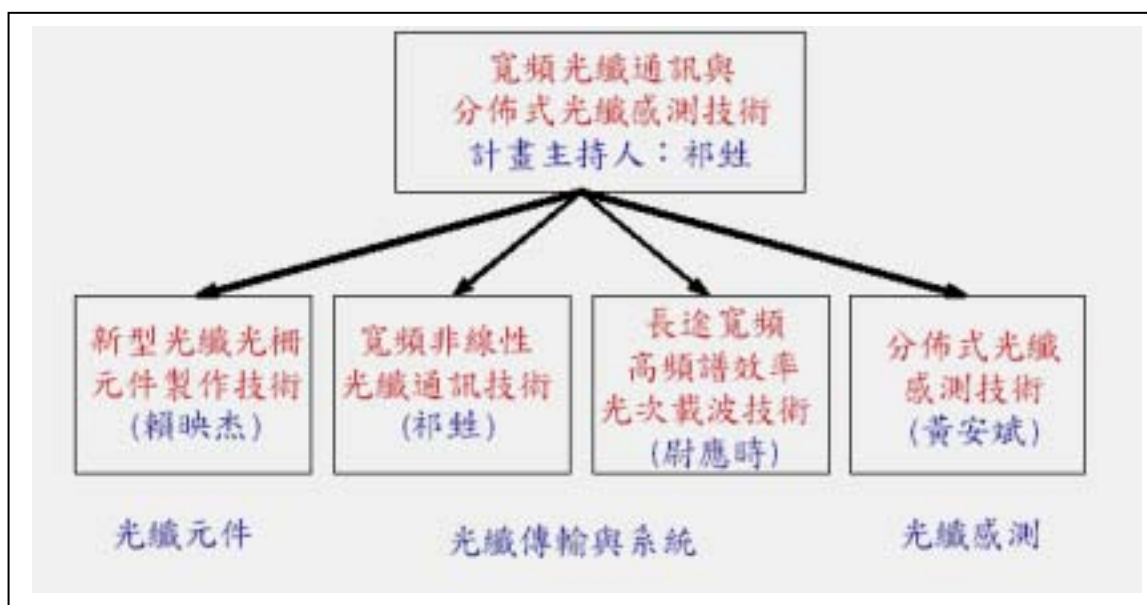 寬頻光纖通訊與
分佈式光纖感測技術
計畫主持人：祁甡
新型光纖光柵
元件製作技術
(賴映杰)
寬頻非線性
光纖通訊技術
(祁甡)
長途寬頻
高頻譜效率
光次載波技術
(尉應時)
分佈式光纖
感測技術
(黃安斌)
光纖元件
光纖傳輸與系統
光纖感測